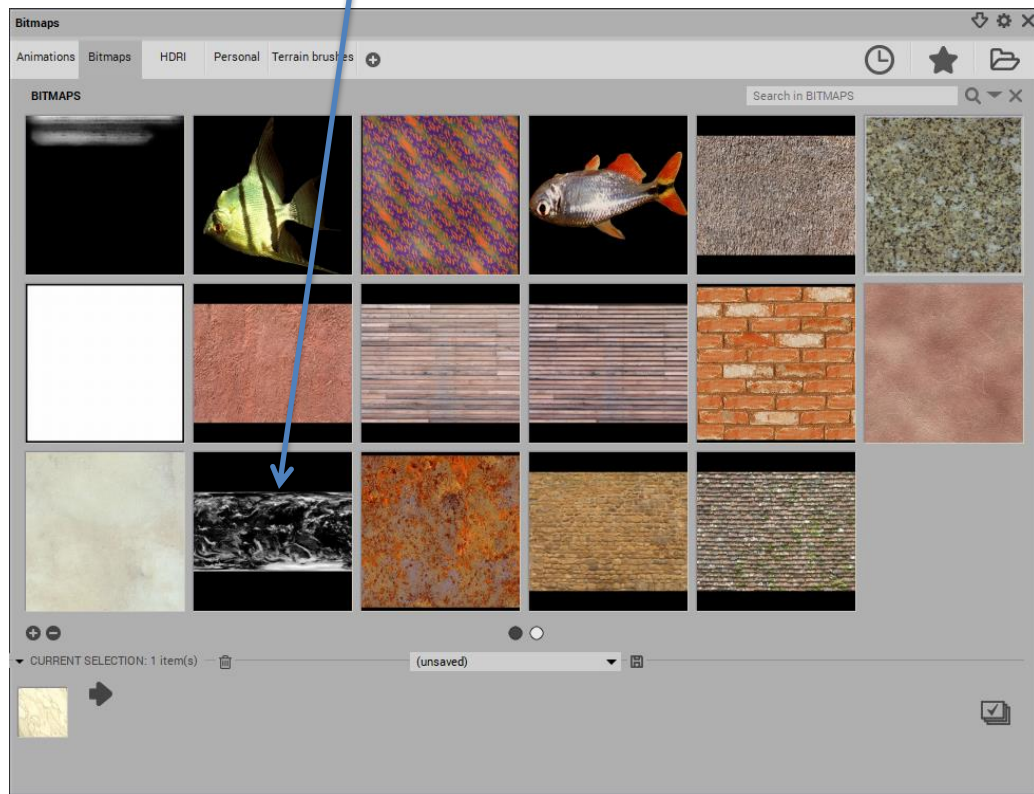 Bitmaps
Animations Bitmaps HDRI Personal Terrain brushes
BITMAPS Search in BITMAPS
CURRENT SELECTION: 1 item(s) (unsaved)